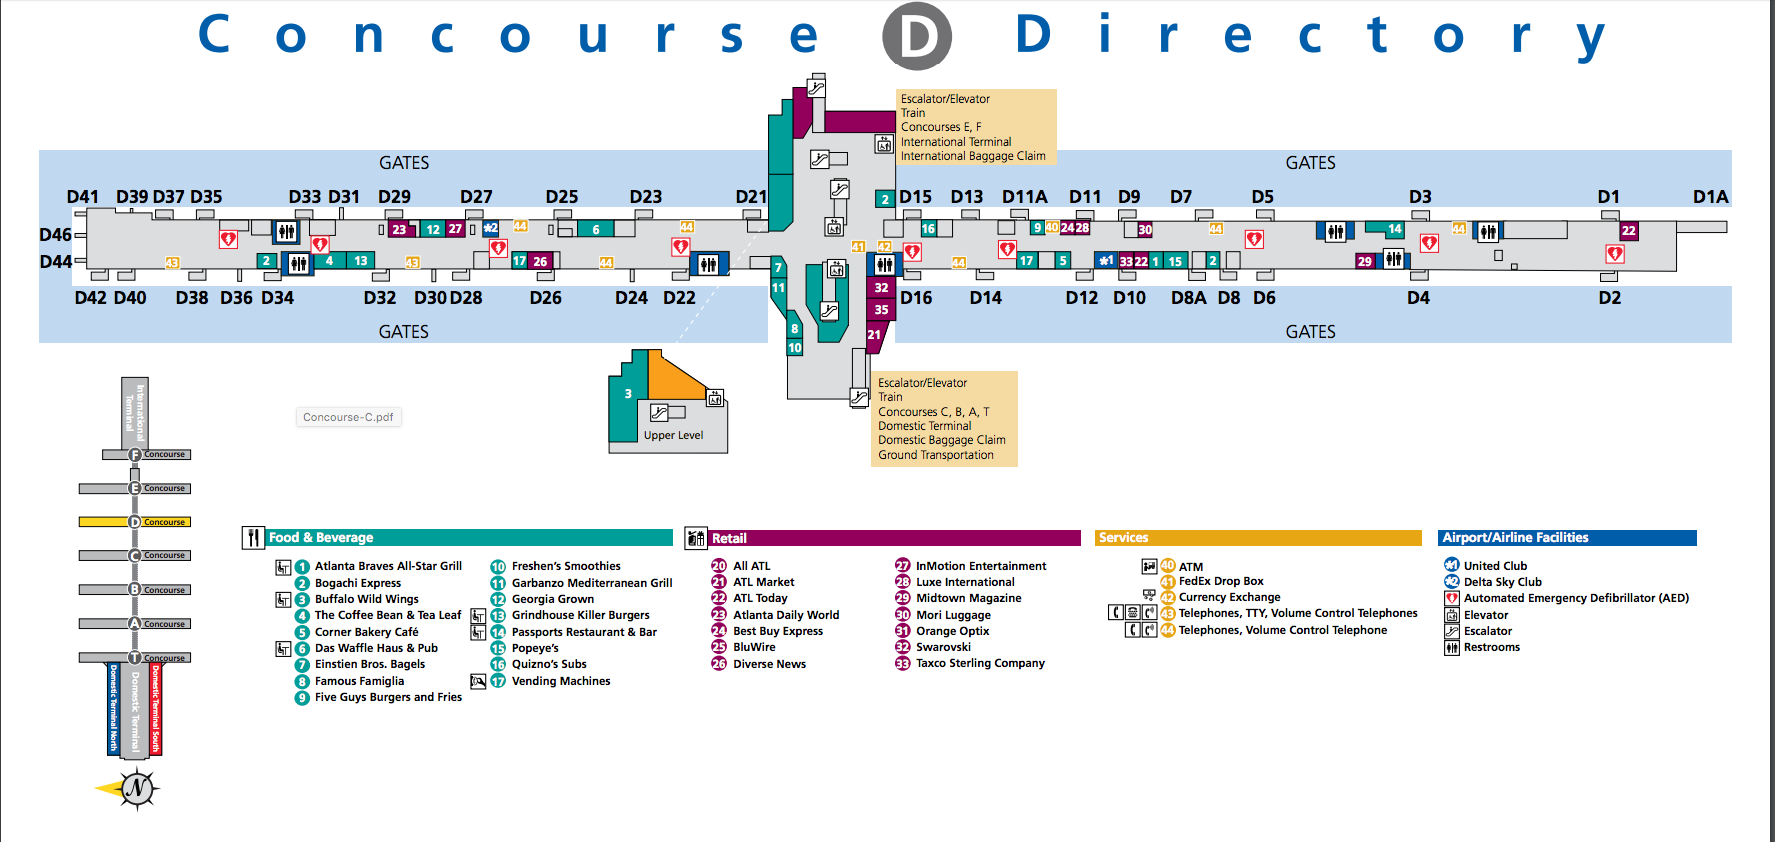 Concourse D Directory
Escalator/Elevator
Train
Concourses E, F
International Terminal
International Baggage Claim
GATES
GATES
D41 D39 D37 D35 D33 D31 D29 D27 D25 D23 D21 D15 D13 D11A D11 D9 D7 D5 D3 D1 D1A
2
D46
23 12 27 *2 44 6 44 16 9 40 24 28 30 44 44 14 22
41 42
D44
43 2 4 13 43 17 26 44 7 44 17 5 *1 33 22 1 15 2 29
11 32
D42 D40 D38 D36 D34 D32 D30 D28 D26 D24 D22 D16 D14 D12 D10 D8A D8 D6 D4 D2
35
8 21
10
GATES
GATES
3
Upper Level
Escalator/Elevator
Train
Concourses C, B, A, T
Domestic Terminal
Domestic Baggage Claim
Ground Transportation
Concourse-C.pdf
International Terminal
F Concourse
E Concourse
D Concourse
C Concourse
B Concourse
A Concourse
T Concourse
Domestic Terminal North
Domestic Terminal
Domestic Terminal South
N
Food & Beverage
1 Atlanta Braves All-Star Grill
2 Bogachi Express
3 Buffalo Wild Wings
4 The Coffee Bean & Tea Leaf
5 Corner Bakery Café
6 Das Waffle Haus & Pub
7 Einstien Bros. Bagels
8 Famous Famiglia
9 Five Guys Burgers and Fries
10 Freshen's Smoothies
11 Garbanzo Mediterranean Grill
12 Georgia Grown
13 Grindhouse Killer Burgers
14 Passports Restaurant & Bar
15 Popeye's
16 Quizno's Subs
17 Vending Machines
Retail
20 All ATL
21 ATL Market
22 ATL Today
23 Atlanta Daily World
24 Best Buy Express
25 BluWire
26 Diverse News
27 InMotion Entertainment
28 Luxe International
29 Midtown Magazine
30 Mori Luggage
31 Orange Optix
32 Swarovski
33 Taxco Sterling Company
Services
40 ATM
41 FedEx Drop Box
42 Currency Exchange
43 Telephones, TTY, Volume Control Telephones
44 Telephones, Volume Control Telephone
Airport/Airline Facilities
*1 United Club
*2 Delta Sky Club
Automated Emergency Defibrillator (AED)
Elevator
Escalator
Restrooms